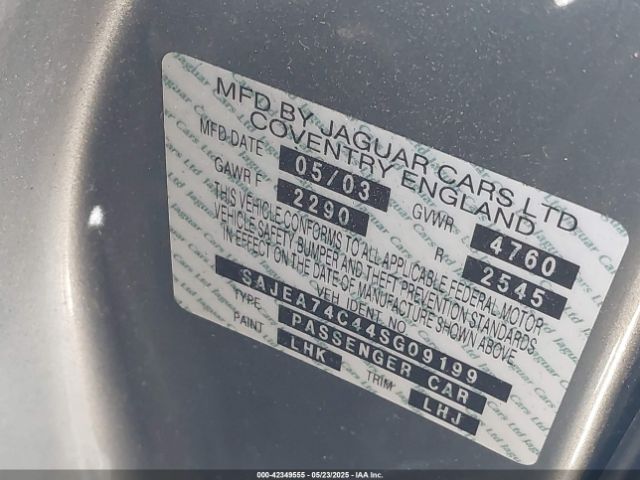 MFD BY JAGUAR CARS LTD
COVENTRY ENGLAND
MFD DATE 05/03 GVWR 4760
GAWR F 2290 R 2545
THIS VEHICLE CONFORMS TO ALL APPLICABLE FEDERAL MOTOR
VEHICLE SAFETY, BUMPER AND THEFT PREVENTION STANDARDS
IN EFFECT ON THE DATE OF MANUFACTURE SHOWN ABOVE
VEH IDENT. NO
SAJEA74C44SG09199
TYPE PASSENGER CAR
PAINT LHK TRIM LHJ
000-42349555 - 05/23/2025 - IAA Inc.